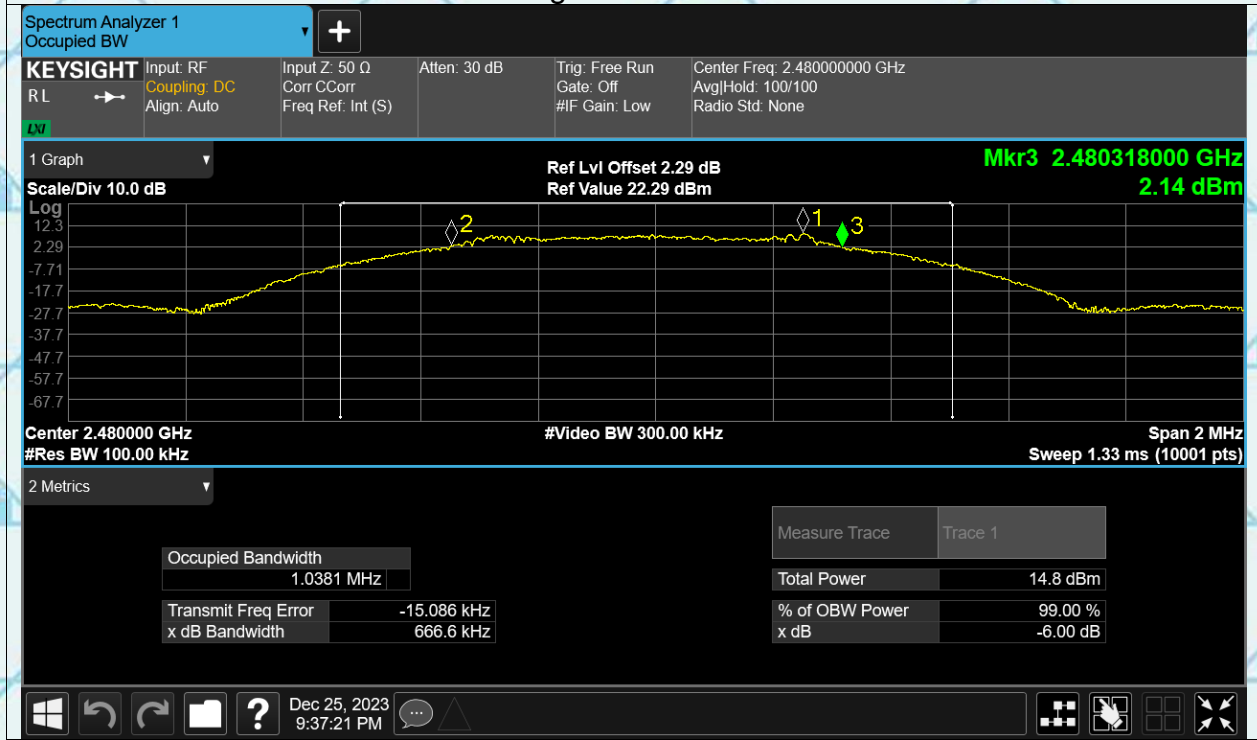 Spectrum Analyzer 1
Occupied BW
+
KEYSIGHT
R L
LXI
Input: RF
Coupling: DC
Align: Auto
Input Z: 50 Ω
Corr CCorr
Freq Ref: Int (S)
Atten: 30 dB
Trig: Free Run
Gate: Off
#IF Gain: Low
Center Freq: 2.480000000 GHz
Avg|Hold: 100/100
Radio Std: None
1 Graph
Scale/Div 10.0 dB
Ref Lvl Offset 2.29 dB
Ref Value 22.29 dBm
Mkr3 2.480318000 GHz
2.14 dBm
Log
12.3
2.29
-7.71
-17.7
-27.7
-37.7
-47.7
-57.7
-67.7
2
1
3
Center 2.480000 GHz
#Res BW 100.00 kHz
#Video BW 300.00 kHz
Span 2 MHz
Sweep 1.33 ms (10001 pts)
2 Metrics
Measure Trace Trace 1
Occupied Bandwidth
1.0381 MHz
Total Power 14.8 dBm
Transmit Freq Error -15.086 kHz
% of OBW Power 99.00 %
x dB Bandwidth 666.6 kHz
x dB -6.00 dB
?
Dec 25, 2023
9:37:21 PM